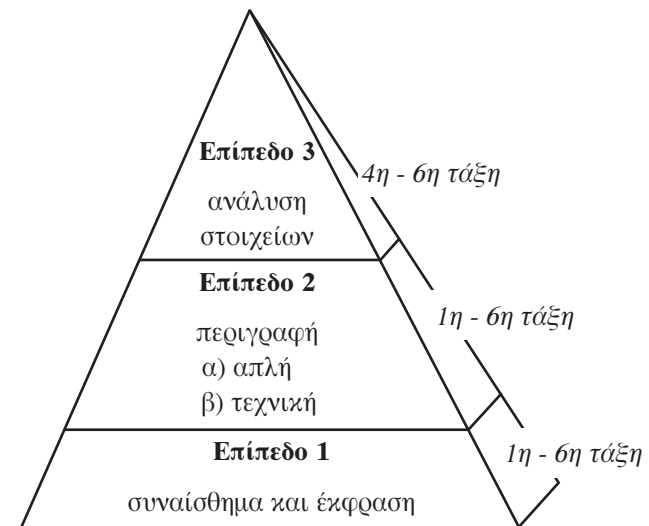 Επίπεδο 3
4η - 6η τάξη
ανάλυση
στοιχείων
Επίπεδο 2
1η - 6η τάξη
περιγραφή
α) απλή
β) τεχνική
Επίπεδο 1
1η - 6η τάξη
συναίσθημα και έκφραση